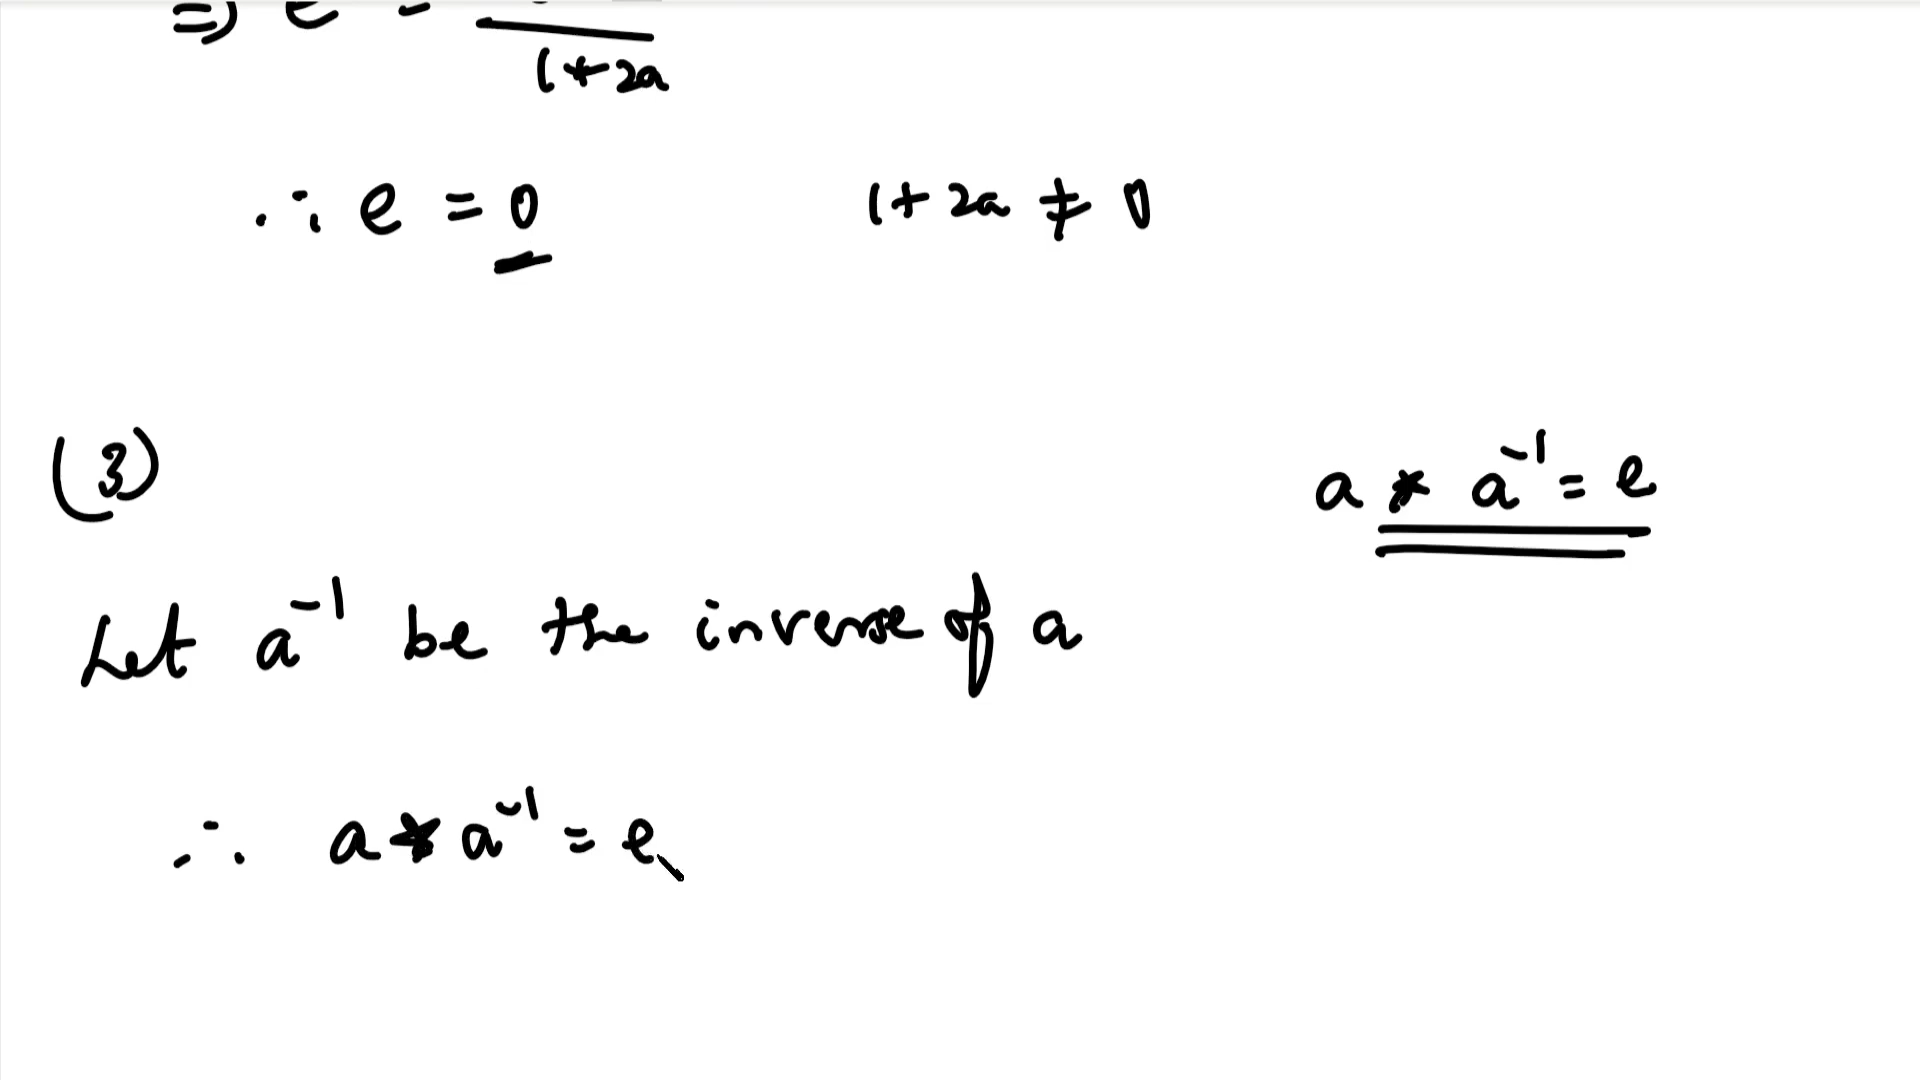 ⇒ e =
1+2a
∴ e = 0 1+2a ≠ 0
(3)
a * a⁻¹ = e
Let a⁻¹ be the inverse of a
∴ a * a⁻¹ = e